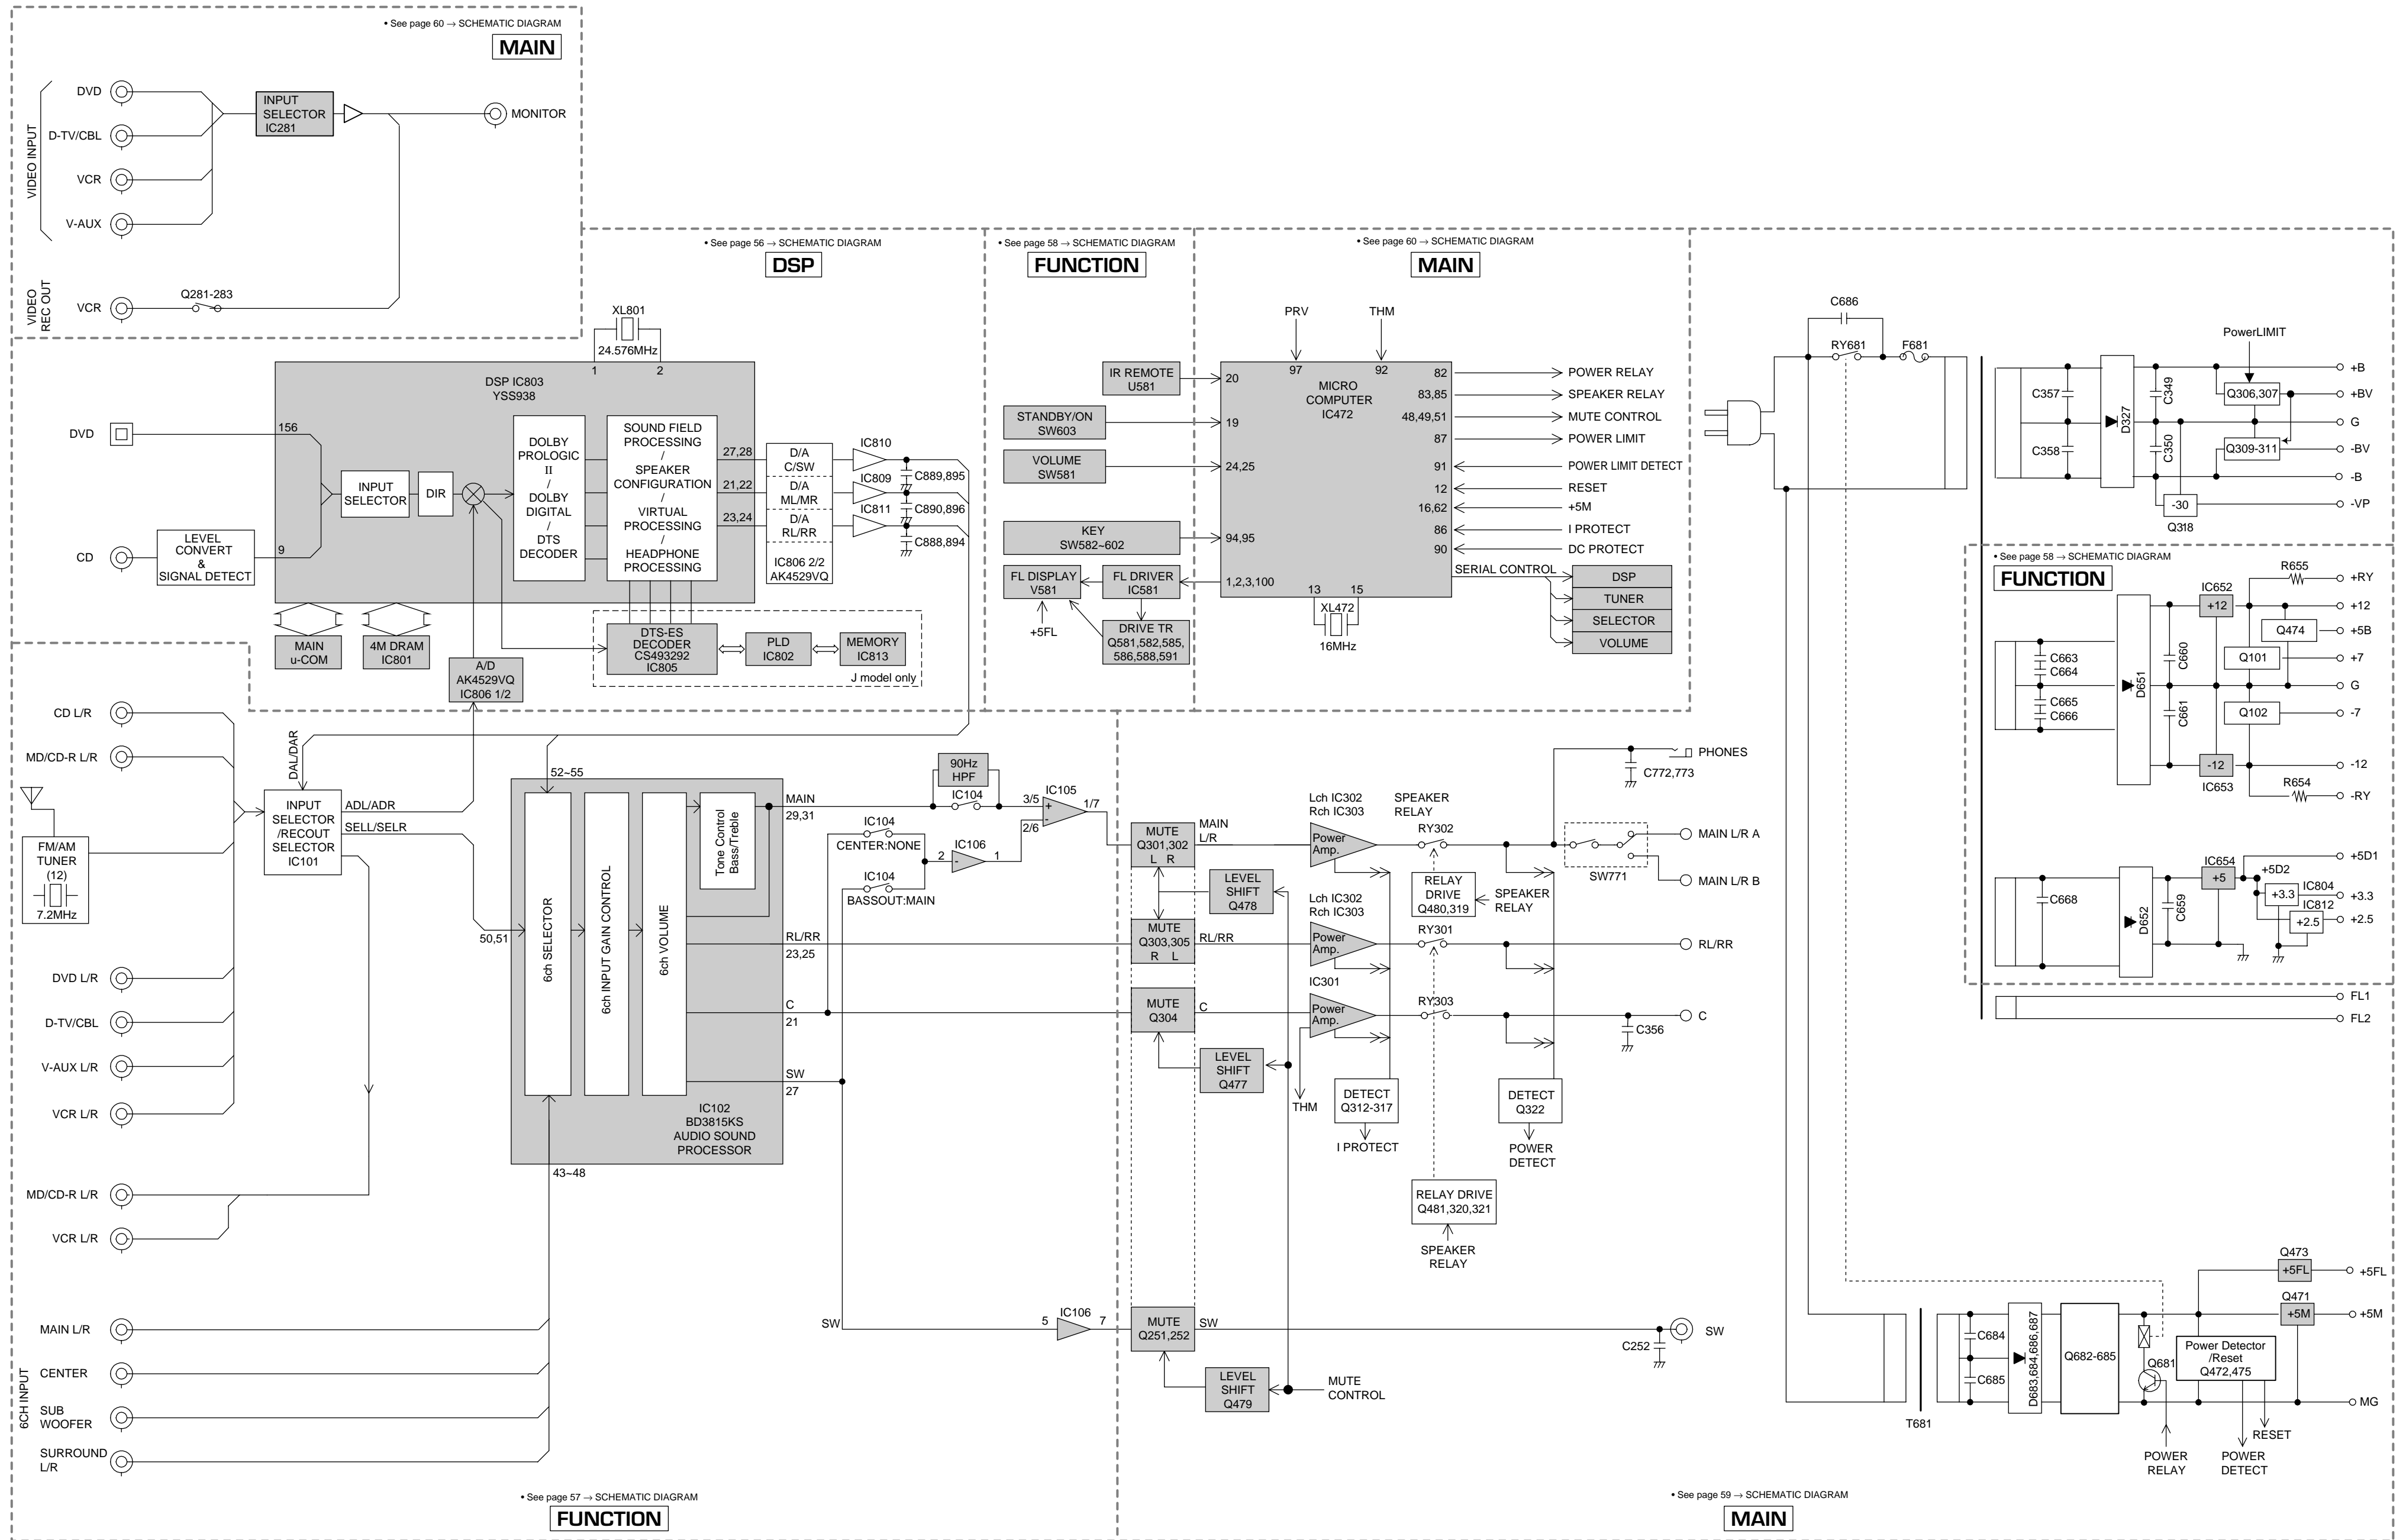 • See page 60 → SCHEMATIC DIAGRAM
MAIN
VIDEO INPUT
DVD
D-TV/CBL
VCR
V-AUX
INPUT
SELECTOR
IC281
MONITOR
VIDEO
REC OUT
VCR
Q281-283
• See page 56 → SCHEMATIC DIAGRAM
DSP
XL801
24.576MHz
1
2
DSP IC803
YSS938
DVD
156
CD
LEVEL
CONVERT
&
SIGNAL DETECT
9
INPUT
SELECTOR
DIR
DOLBY
PROLOGIC
II
/
DOLBY
DIGITAL
/
DTS
DECODER
SOUND FIELD
PROCESSING
/
SPEAKER
CONFIGURATION
/
VIRTUAL
PROCESSING
/
HEADPHONE
PROCESSING
27,28
21,22
23,24
D/A
C/SW
D/A
ML/MR
D/A
RL/RR
IC806 2/2
AK4529VQ
IC810
C889,895
IC809
C890,896
IC811
C888,894
MAIN
u-COM
4M DRAM
IC801
A/D
AK4529VQ
IC806 1/2
DTS-ES
DECODER
CS493292
IC805
PLD
IC802
MEMORY
IC813
J model only
• See page 58 → SCHEMATIC DIAGRAM
FUNCTION
IR REMOTE
U581
STANDBY/ON
SW603
VOLUME
SW581
KEY
SW582~602
FL DISPLAY
V581
FL DRIVER
IC581
+5FL
DRIVE TR
Q581,582,585,
586,588,591
• See page 60 → SCHEMATIC DIAGRAM
MAIN
PRV
THM
97
92
MICRO
COMPUTER
IC472
20
19
24,25
94,95
1,2,3,100
82
83,85
48,49,51
87
91
12
16,62
86
90
13
15
XL472
16MHz
POWER RELAY
SPEAKER RELAY
MUTE CONTROL
POWER LIMIT
POWER LIMIT DETECT
RESET
+5M
I PROTECT
DC PROTECT
SERIAL CONTROL
DSP
TUNER
SELECTOR
VOLUME
C686
RY681
F681
PowerLIMIT
C357
C358
D327
C349
C350
Q306,307
Q309-311
-30
Q318
+B
+BV
G
-BV
-B
-VP
• See page 58 → SCHEMATIC DIAGRAM
FUNCTION
C663
C664
C665
C666
D651
C660
C661
IC652
+12
-12
IC653
R655
Q474
Q101
Q102
R654
+RY
+12
+5B
+7
G
-7
-12
-RY
C668
D652
C659
IC654
+5
+5D2
+3.3
IC804
IC812
+2.5
+5D1
+3.3
+2.5
FL1
FL2
CD L/R
MD/CD-R L/R
FM/AM
TUNER
(12)
7.2MHz
DVD L/R
D-TV/CBL
V-AUX L/R
VCR L/R
MD/CD-R L/R
VCR L/R
6CH INPUT
MAIN L/R
CENTER
SUB
WOOFER
SURROUND
L/R
DAL/DAR
INPUT
SELECTOR
/RECOUT
SELECTOR
IC101
ADL/ADR
SELL/SELR
52~55
50,51
43~48
6ch SELECTOR
6ch INPUT GAIN CONTROL
6ch VOLUME
Tone Control
Bass/Treble
IC102
BD3815KS
AUDIO SOUND
PROCESSOR
MAIN
29,31
RL/RR
23,25
C
21
SW
27
90Hz
HPF
IC104
IC104
CENTER:NONE
IC104
BASSOUT:MAIN
2
IC106
-
1
3/5
2/6
IC105
+
-
1/7
SW
5
IC106
7
• See page 57 → SCHEMATIC DIAGRAM
FUNCTION
MUTE
Q301,302
L R
MAIN
L/R
MUTE
Q303,305
R L
RL/RR
MUTE
Q304
C
MUTE
Q251,252
SW
LEVEL
SHIFT
Q478
LEVEL
SHIFT
Q477
LEVEL
SHIFT
Q479
MUTE
CONTROL
Lch IC302
Rch IC303
Power
Amp.
Lch IC302
Rch IC303
Power
Amp.
IC301
Power
Amp.
THM
SPEAKER
RELAY
RY302
RELAY
DRIVE
Q480,319
SPEAKER
RELAY
RY301
RY303
DETECT
Q312-317
I PROTECT
DETECT
Q322
POWER
DETECT
RELAY DRIVE
Q481,320,321
SPEAKER
RELAY
PHONES
C772,773
SW771
MAIN L/R A
MAIN L/R B
RL/RR
C
C356
SW
C252
T681
C684
C685
D683,684,686,687
Q682-685
Q681
Power Detector
/Reset
Q472,475
Q473
+5FL
Q471
+5M
+5FL
+5M
MG
RESET
POWER
RELAY
POWER
DETECT
• See page 59 → SCHEMATIC DIAGRAM
MAIN